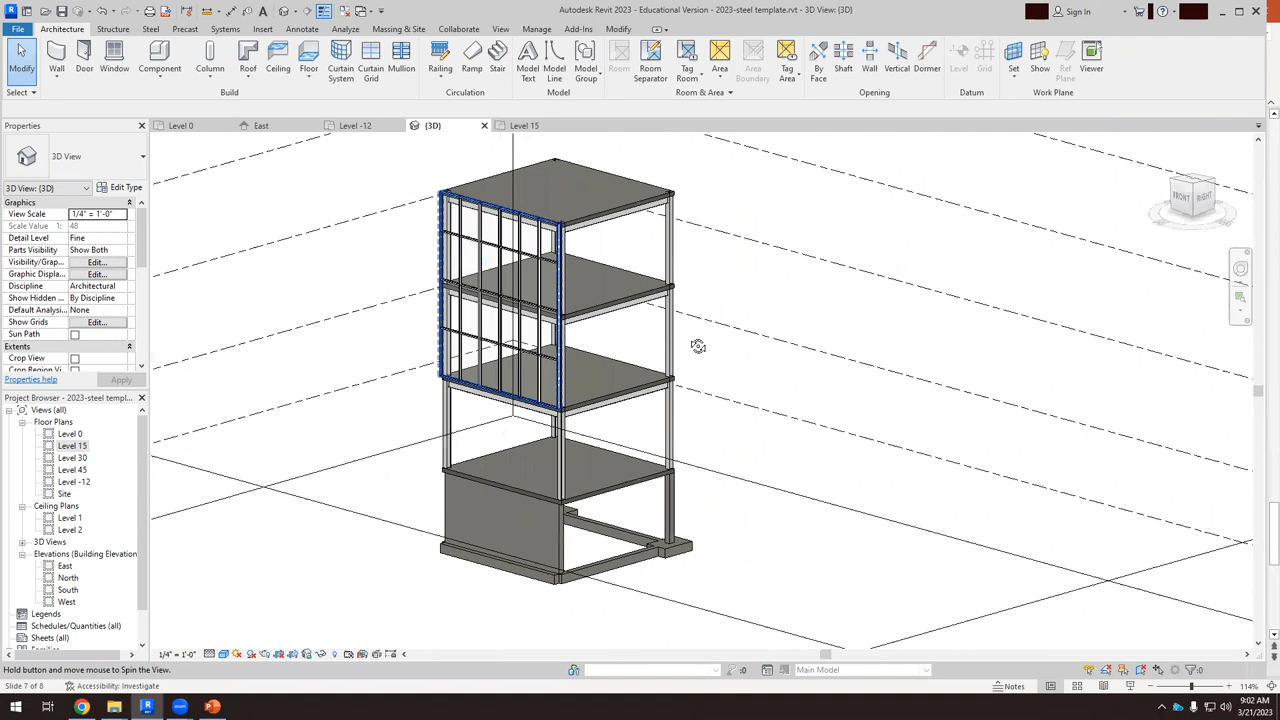 Autodesk Revit 2023 - Educational Version - 2023-steel template.rvt - 3D View: {3D}
Sign In
File Architecture Structure Steel Precast Systems Insert Annotate Analyze Massing & Site Collaborate View Manage Add-Ins Modify
Modify Wall Door Window Component Column Roof Ceiling Floor Curtain System Curtain Grid Mullion Railing Ramp Stair Model Text Model Line Model Group Room Room Separator Tag Room Area Area Boundary Tag Area By Face Shaft Wall Vertical Dormer Level Grid Set Show Ref Plane Viewer
Select Build Circulation Model Room & Area Opening Datum Work Plane
Properties
Level 0 East Level -12 {3D} Level 15
3D View
3D View: {3D} Edit Type
Graphics
View Scale 1/4" = 1'-0"
Scale Value 1: 48
Detail Level Fine
Parts Visibility Show Both
Visibility/Grap... Edit...
Graphic Displa... Edit...
Discipline Architectural
Show Hidden ... By Discipline
Default Analysi... None
Show Grids Edit...
Sun Path
Extents
Crop View
Crop Region Vi
Properties help Apply
FRONT RIGHT
Project Browser - 2023-steel templ...
Views (all)
Floor Plans
Level 0
Level 15
Level 30
Level 45
Level -12
Site
Ceiling Plans
Level 1
Level 2
3D Views
Elevations (Building Elevation
East
North
South
West
Legends
Schedules/Quantities (all)
Sheets (all)
Families
1/4" = 1'-0"
Hold button and move mouse to Spin the View.
:0 Main Model :0
Slide 7 of 8 Accessibility: Investigate Notes 114%
9:02 AM
3/21/2023